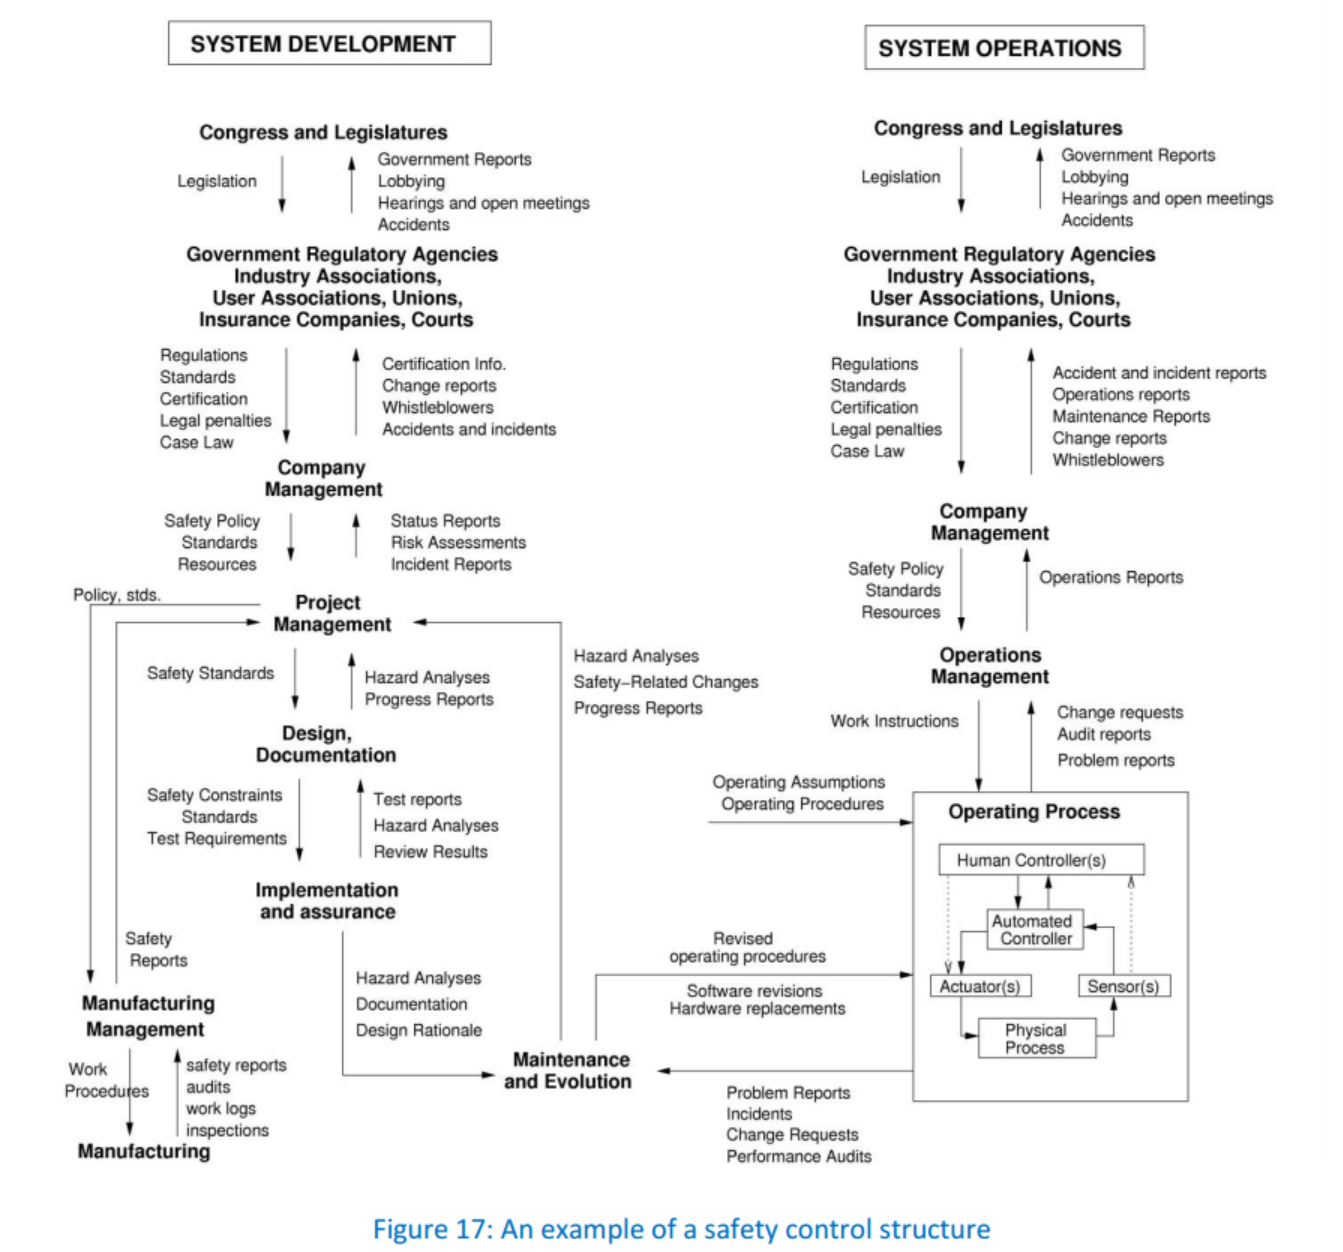 SYSTEM DEVELOPMENT
Congress and Legislatures
Legislation
Government Reports
Lobbying
Hearings and open meetings
Accidents
Government Regulatory Agencies
Industry Associations,
User Associations, Unions,
Insurance Companies, Courts
Regulations
Standards
Certification
Legal penalties
Case Law
Certification Info.
Change reports
Whistleblowers
Accidents and incidents
Company
Management
Safety Policy
Standards
Resources
Status Reports
Risk Assessments
Incident Reports
Policy, stds.
Project
Management
Safety Standards
Hazard Analyses
Progress Reports
Hazard Analyses
Safety–Related Changes
Progress Reports
Design,
Documentation
Safety Constraints
Standards
Test Requirements
Test reports
Hazard Analyses
Review Results
Implementation
and assurance
Safety
Reports
Hazard Analyses
Documentation
Design Rationale
Manufacturing
Management
Work
Procedures
safety reports
audits
work logs
inspections
Manufacturing
Maintenance
and Evolution
SYSTEM OPERATIONS
Congress and Legislatures
Legislation
Government Reports
Lobbying
Hearings and open meetings
Accidents
Government Regulatory Agencies
Industry Associations,
User Associations, Unions,
Insurance Companies, Courts
Regulations
Standards
Certification
Legal penalties
Case Law
Accident and incident reports
Operations reports
Maintenance Reports
Change reports
Whistleblowers
Company
Management
Safety Policy
Standards
Resources
Operations Reports
Operations
Management
Work Instructions
Change requests
Audit reports
Problem reports
Operating Assumptions
Operating Procedures
Operating Process
Human Controller(s)
Automated
Controller
Actuator(s)
Sensor(s)
Physical
Process
Revised
operating procedures
Software revisions
Hardware replacements
Problem Reports
Incidents
Change Requests
Performance Audits
Figure 17: An example of a safety control structure